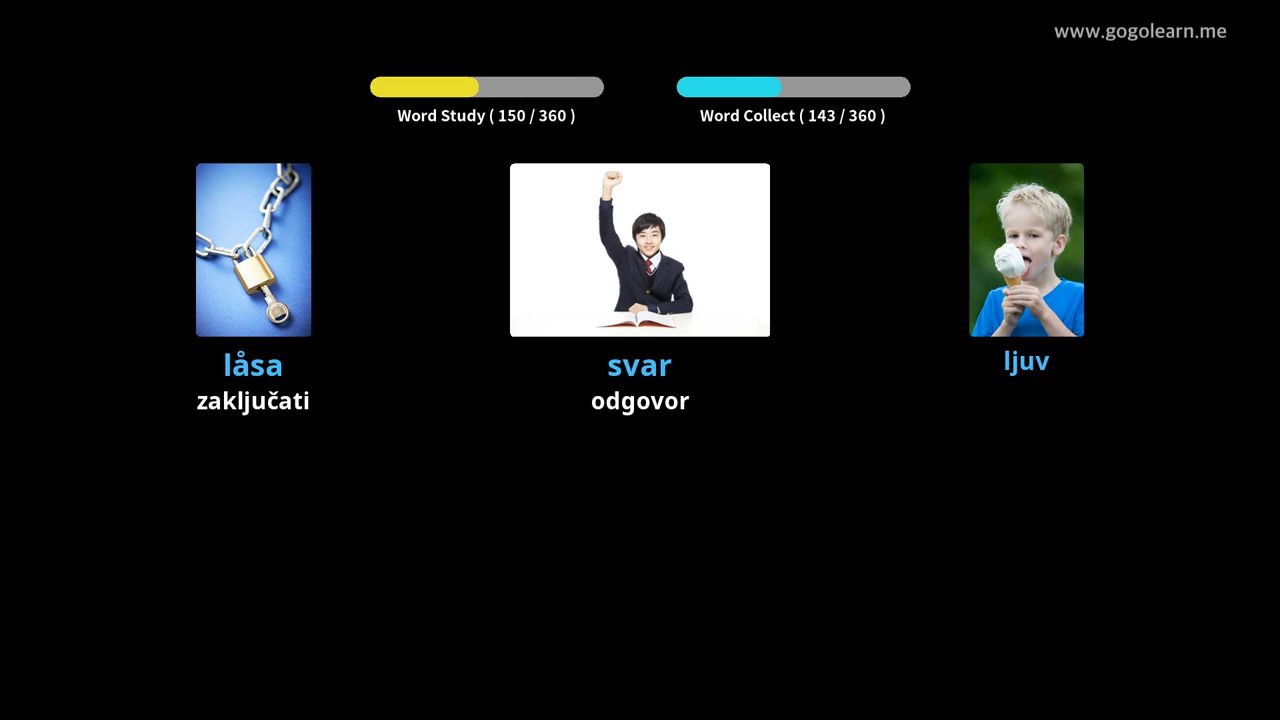 www.gogolearn.me
Word Study ( 150 / 360 )
Word Collect ( 143 / 360 )
låsa
zaključati
svar
odgovor
ljuv